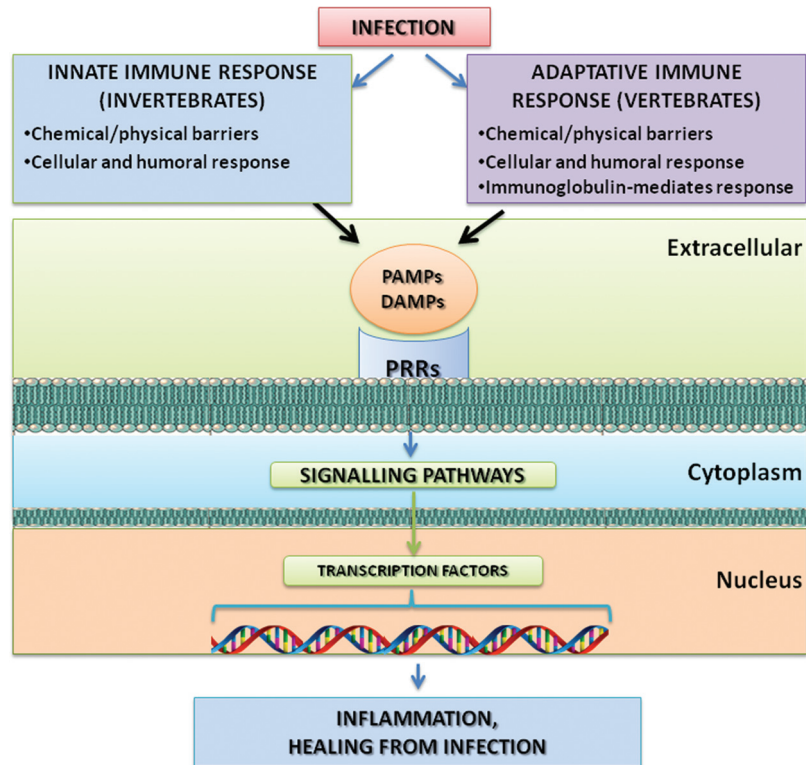 INFECTION
INNATE IMMUNE RESPONSE
(INVERTEBRATES)
•Chemical/physical barriers
•Cellular and humoral response
ADAPTATIVE IMMUNE
RESPONSE (VERTEBRATES)
•Chemical/physical barriers
•Cellular and humoral response
•Immunoglobulin-mediates response
Extracellular
PAMPs
DAMPs
PRRs
SIGNALLING PATHWAYS
Cytoplasm
TRANSCRIPTION FACTORS
Nucleus
INFLAMMATION,
HEALING FROM INFECTION